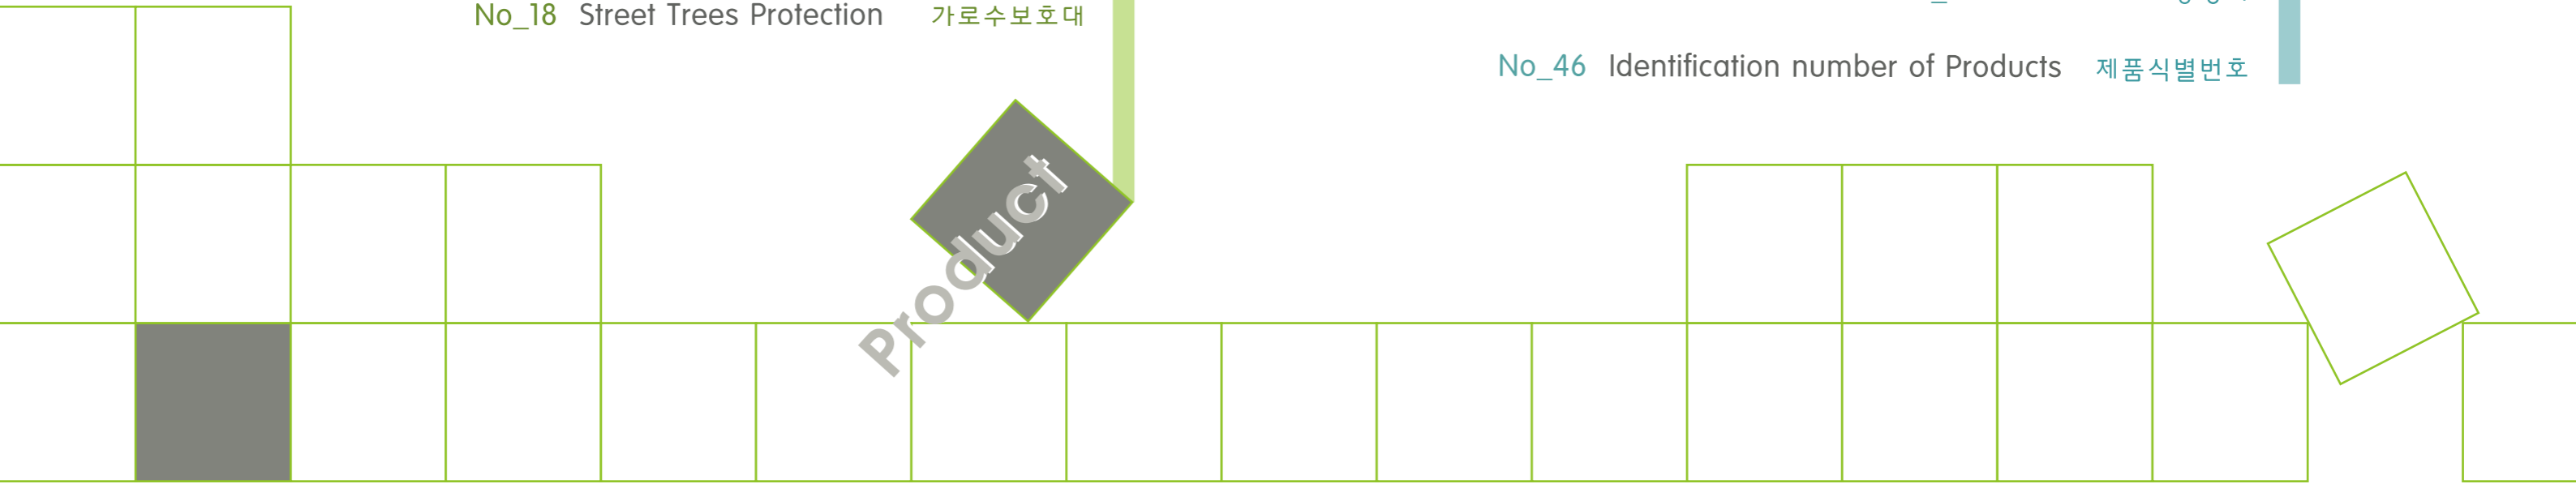 No_18 Street Trees Protection 가로수보호대
No_46 Identification number of Products 제품식별번호
Product